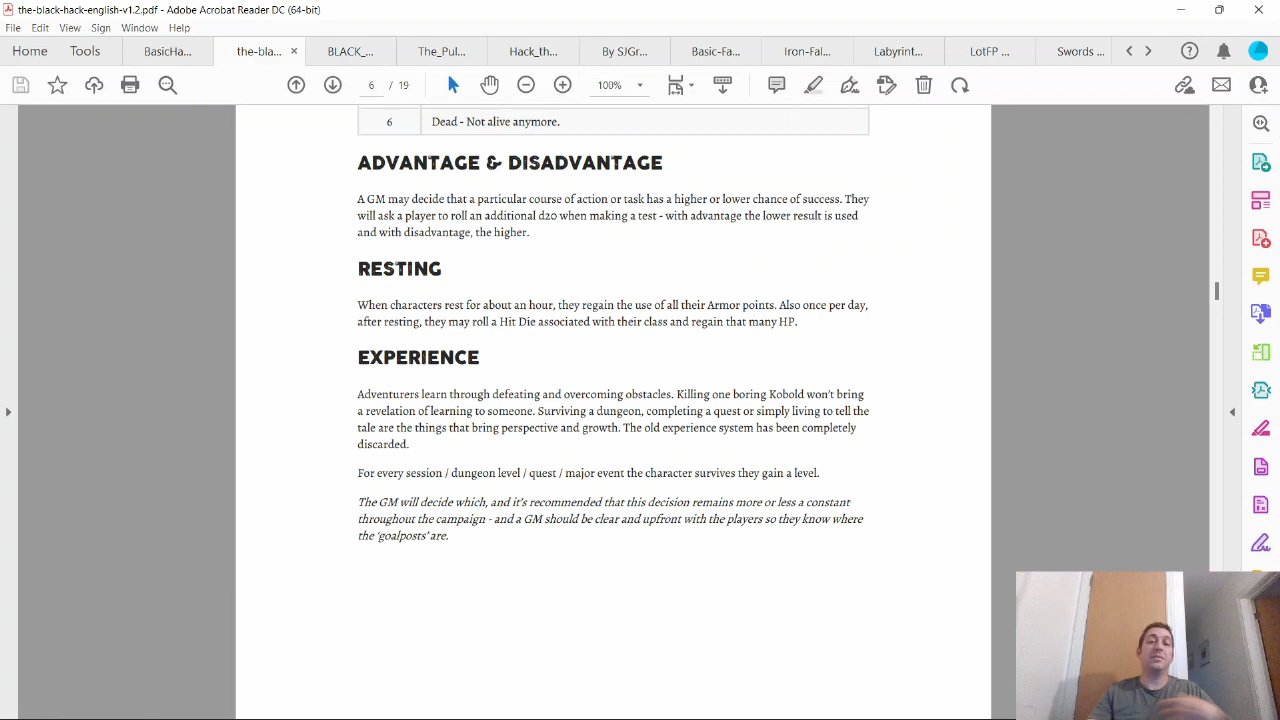 the-black-hack-english-v1.2.pdf - Adobe Acrobat Reader DC (64-bit)
File Edit View Sign Window Help
Home Tools BasicHa... the-bla... × BLACK_... The_Pul... Hack_th... By SJGr... Basic-Fa... Iron-Fal... Labyrint... LotFP ... Swords ...
6 / 19 100%
6 Dead - Not alive anymore.
ADVANTAGE & DISADVANTAGE
A GM may decide that a particular course of action or task has a higher or lower chance of success. They
will ask a player to roll an additional d20 when making a test - with advantage the lower result is used
and with disadvantage, the higher.
RESTING
When characters rest for about an hour, they regain the use of all their Armor points. Also once per day,
after resting, they may roll a Hit Die associated with their class and regain that many HP.
EXPERIENCE
Adventurers learn through defeating and overcoming obstacles. Killing one boring Kobold won't bring
a revelation of learning to someone. Surviving a dungeon, completing a quest or simply living to tell the
tale are the things that bring perspective and growth. The old experience system has been completely
discarded.
For every session / dungeon level / quest / major event the character survives they gain a level.
The GM will decide which, and it's recommended that this decision remains more or less a constant
throughout the campaign - and a GM should be clear and upfront with the players so they know where
the 'goalposts' are.